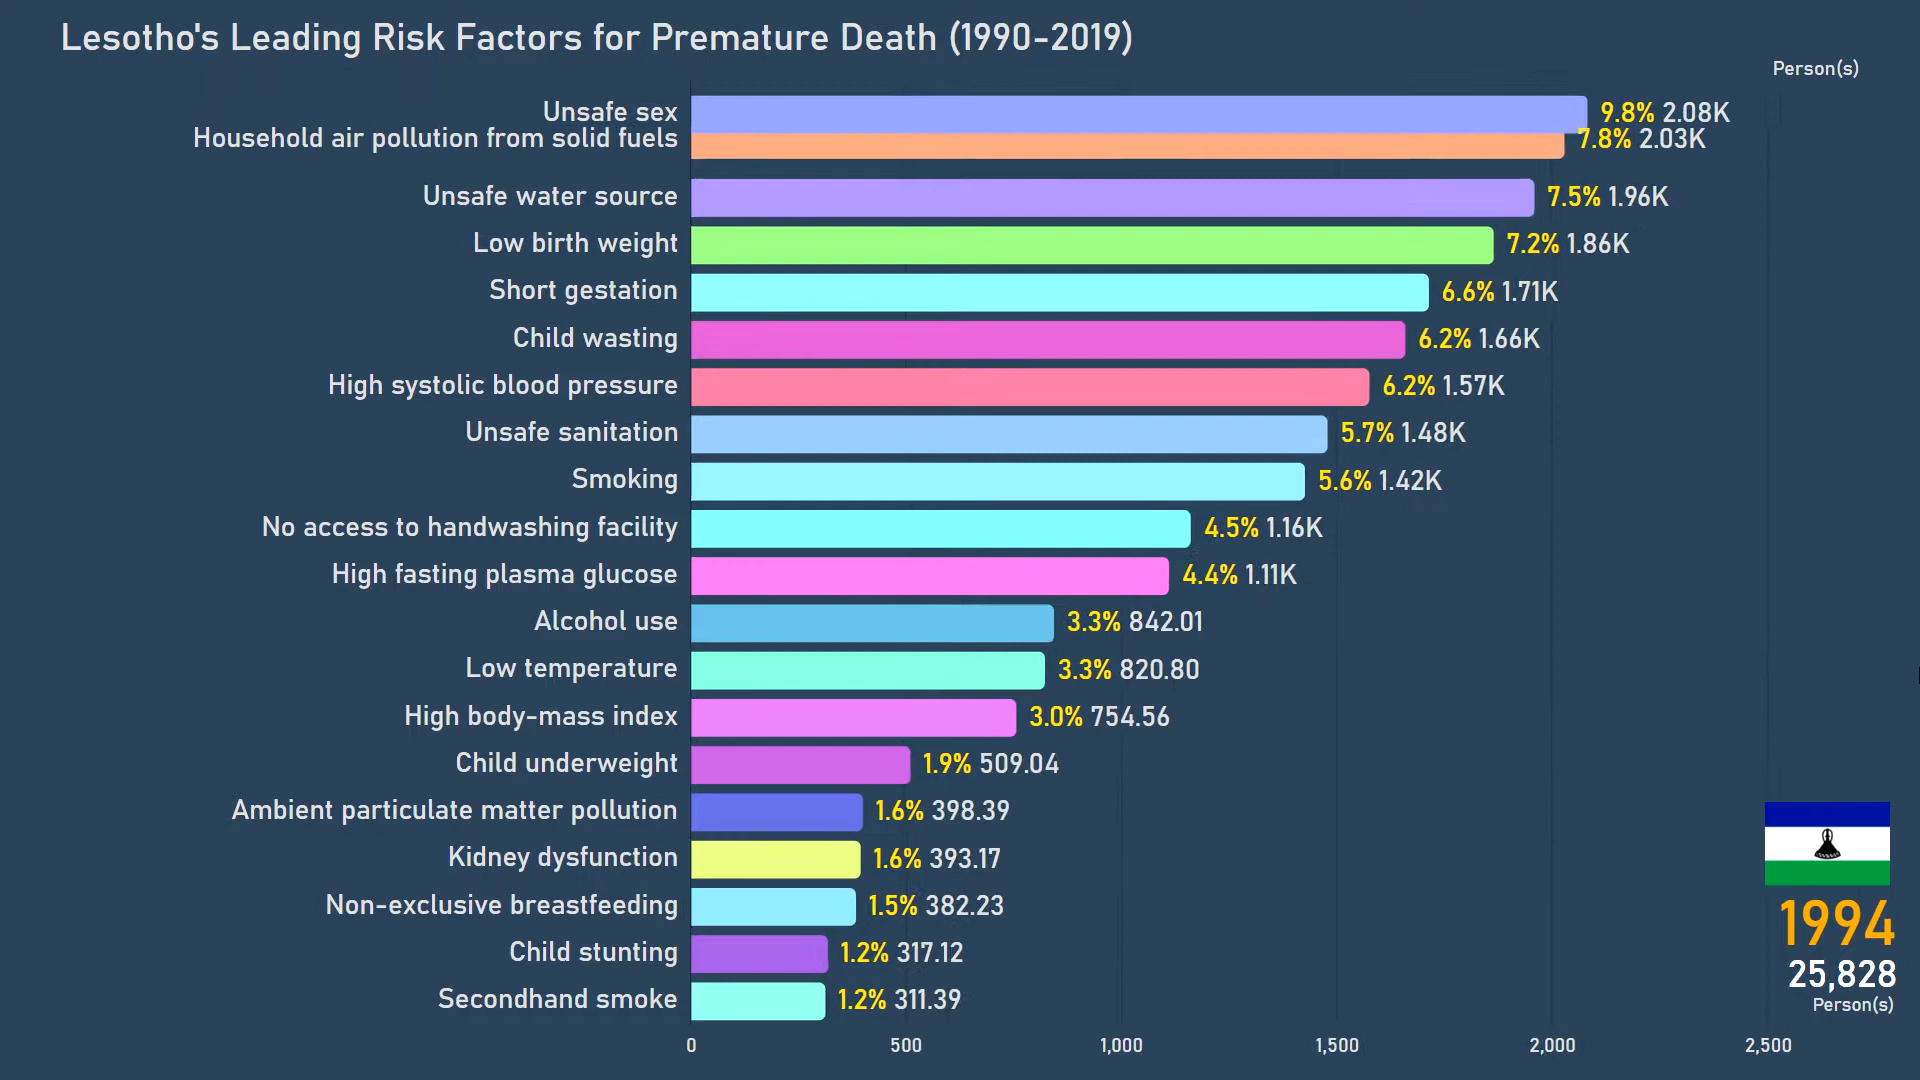 Lesotho's Leading Risk Factors for Premature Death (1990-2019)
Person(s)
Unsafe sex 9.8% 2.08K
Household air pollution from solid fuels 7.8% 2.03K
Unsafe water source 7.5% 1.96K
Low birth weight 7.2% 1.86K
Short gestation 6.6% 1.71K
Child wasting 6.2% 1.66K
High systolic blood pressure 6.2% 1.57K
Unsafe sanitation 5.7% 1.48K
Smoking 5.6% 1.42K
No access to handwashing facility 4.5% 1.16K
High fasting plasma glucose 4.4% 1.11K
Alcohol use 3.3% 842.01
Low temperature 3.3% 820.80
High body-mass index 3.0% 754.56
Child underweight 1.9% 509.04
Ambient particulate matter pollution 1.6% 398.39
Kidney dysfunction 1.6% 393.17
Non-exclusive breastfeeding 1.5% 382.23
Child stunting 1.2% 317.12
Secondhand smoke 1.2% 311.39
1994
25,828
Person(s)
0 500 1,000 1,500 2,000 2,500